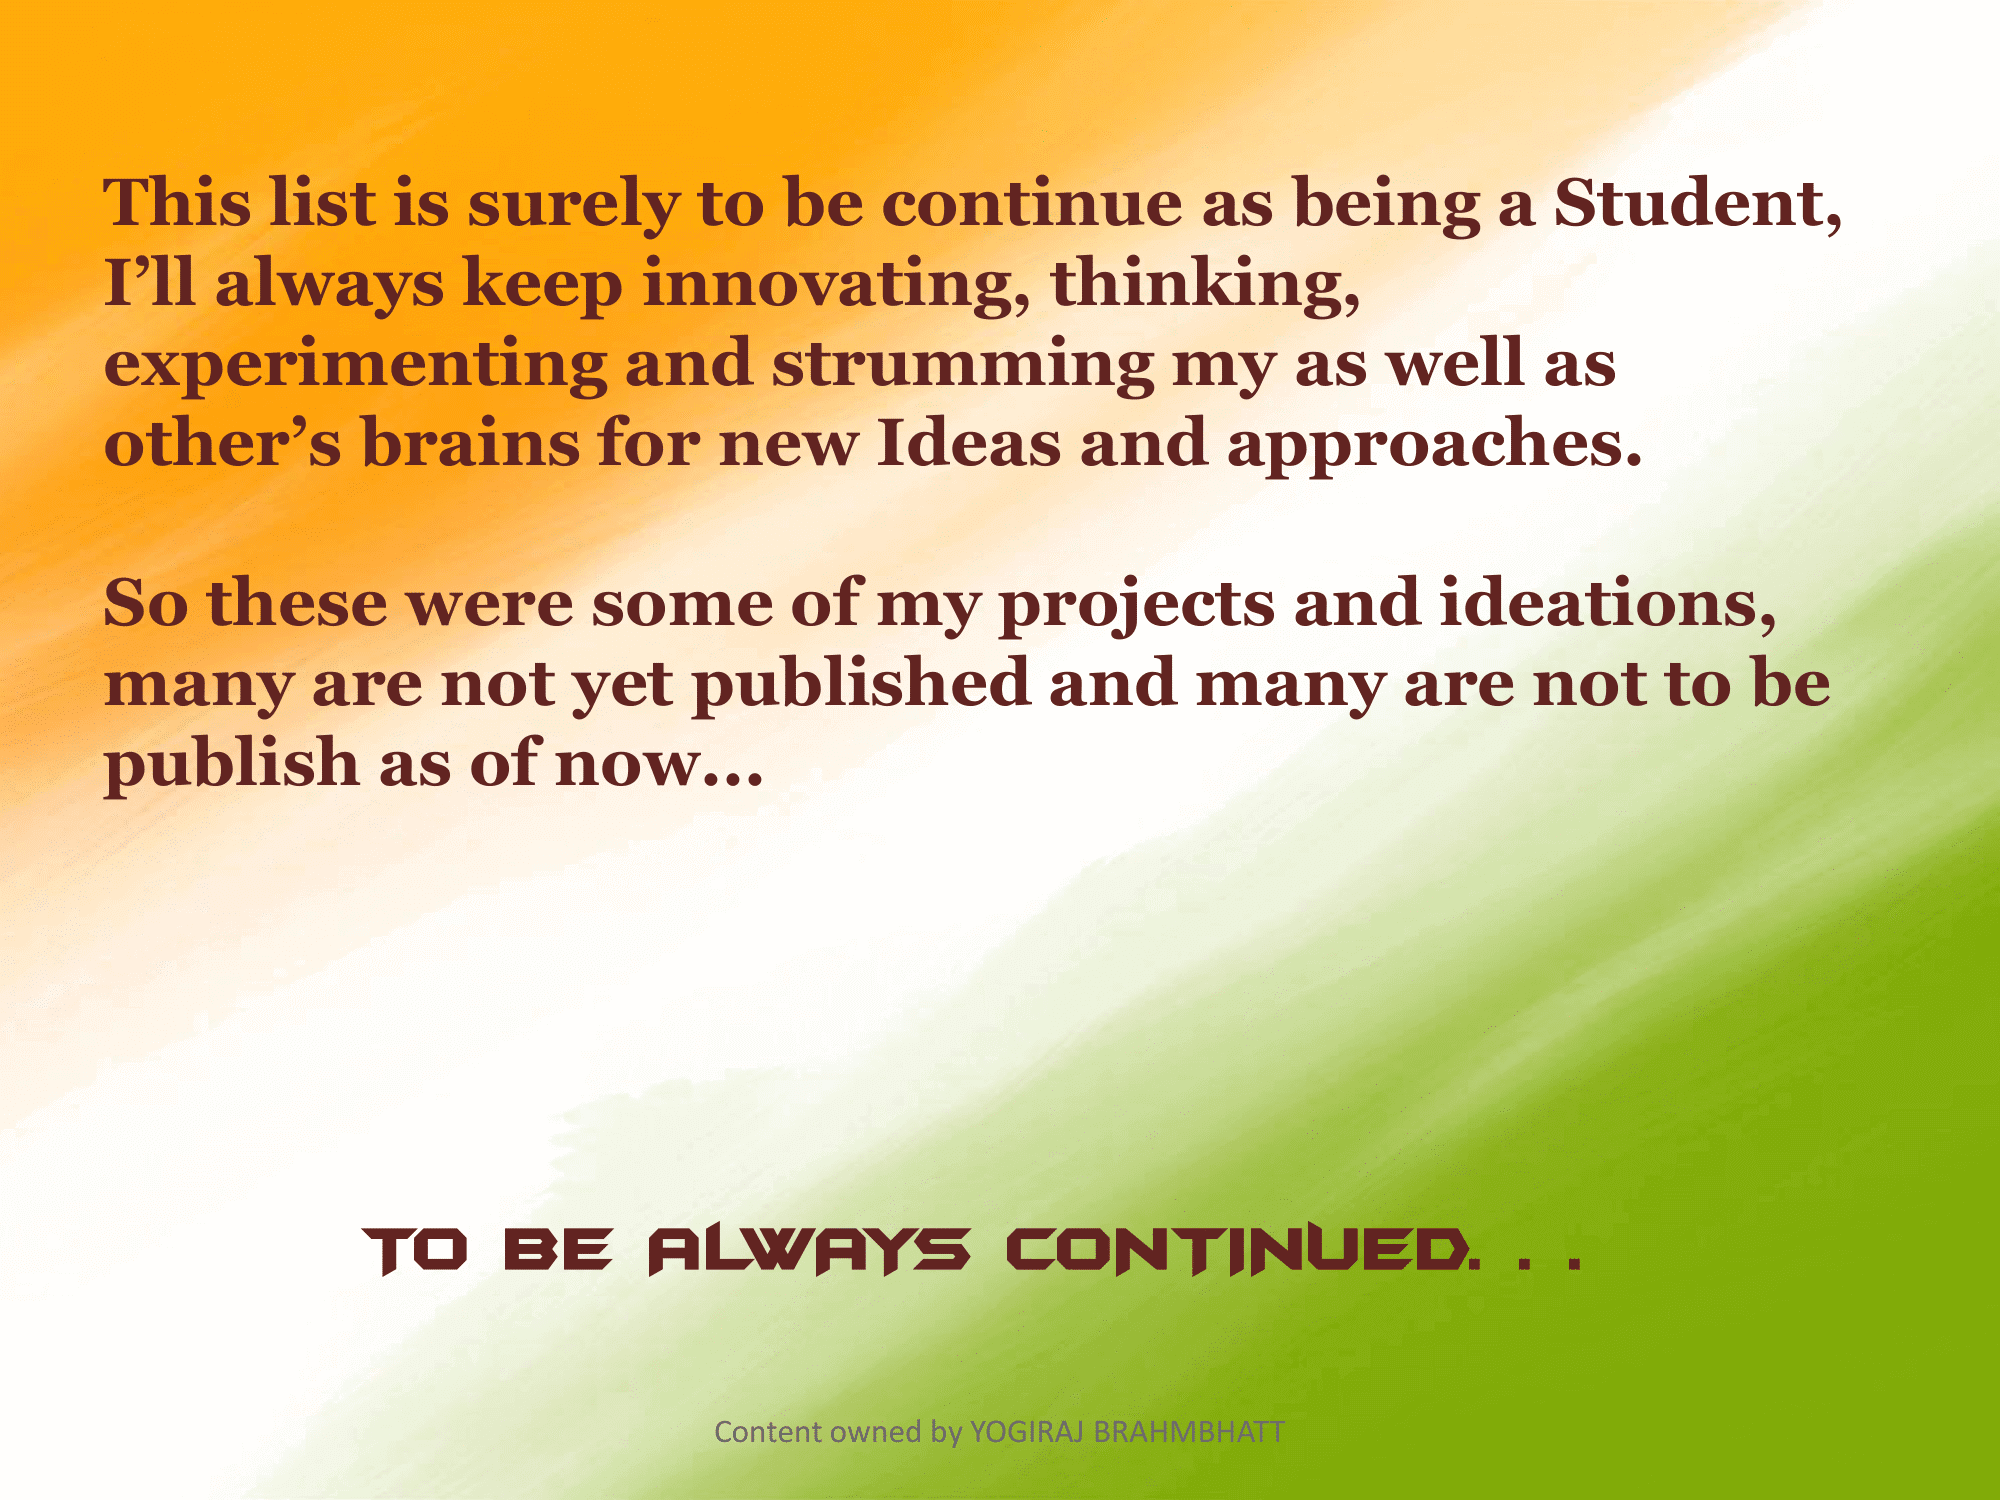 This list is surely to be continue as being a Student,
I’ll always keep innovating, thinking,
experimenting and strumming my as well as
other’s brains for new Ideas and approaches.
So these were some of my projects and ideations,
many are not yet published and many are not to be
publish as of now...
TO BE ALWAYS CONTINUED. . .
Content owned by YOGIRAJ BRAHMBHATT